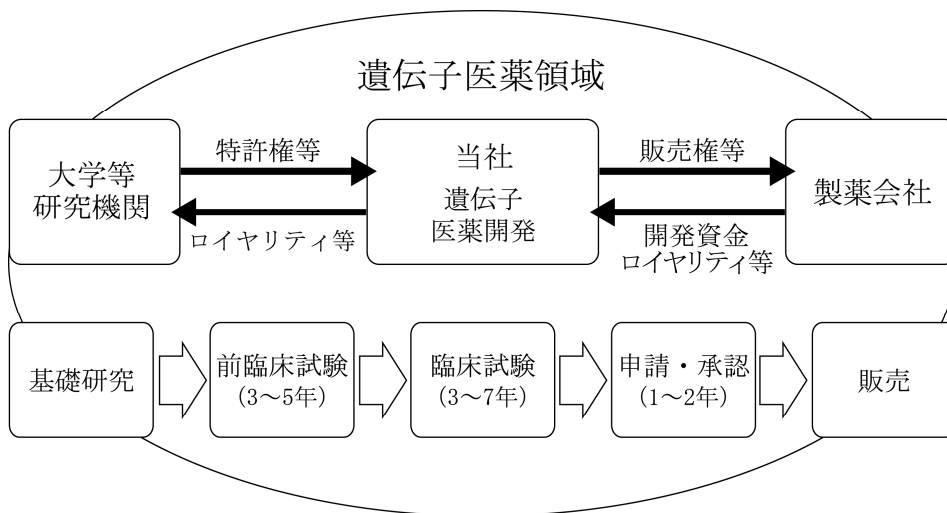 遺伝子医薬領域
大学等
研究機関
特許権等
ロイヤリティ等
当社
遺伝子
医薬開発
販売権等
開発資金
ロイヤリティ等
製薬会社
基礎研究
前臨床試験
(3～5年)
臨床試験
(3～7年)
申請・承認
(1～2年)
販売